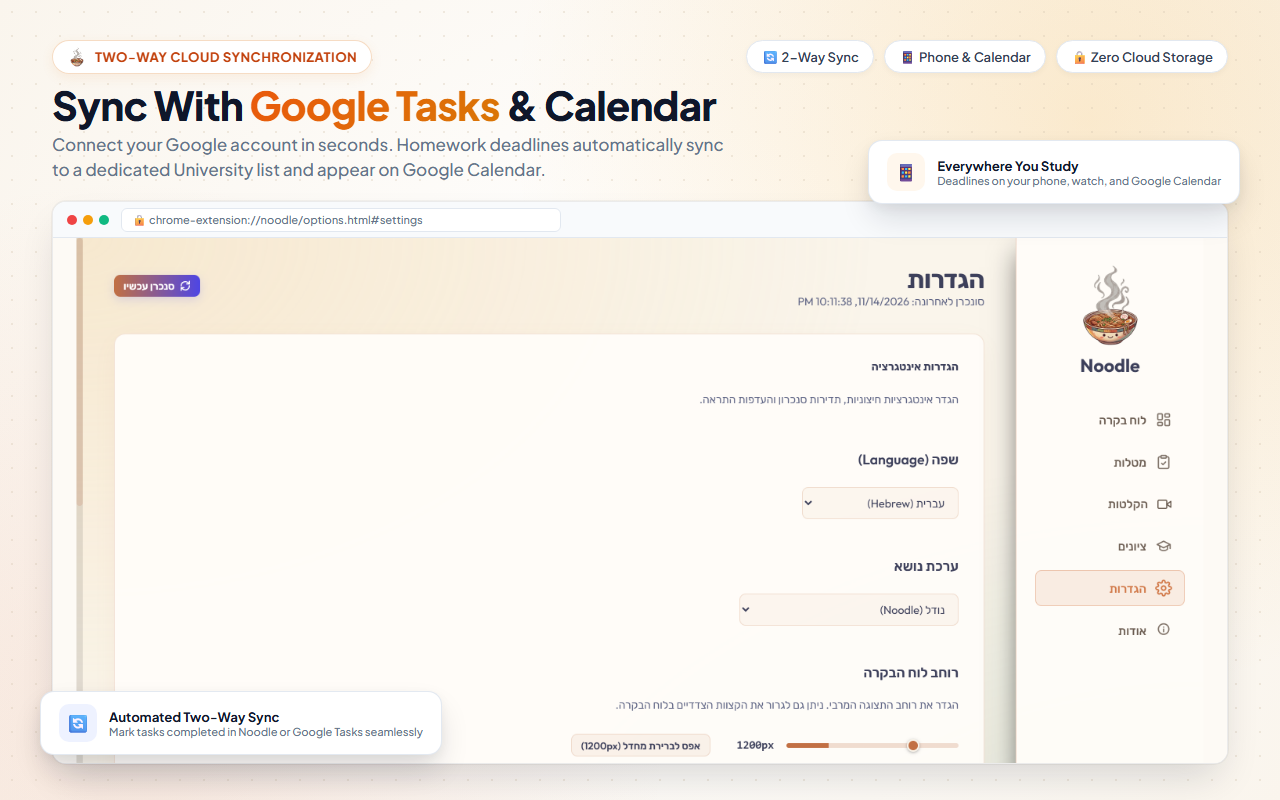 TWO-WAY CLOUD SYNCHRONIZATION
2-Way Sync
Phone & Calendar
Zero Cloud Storage
Sync With Google Tasks & Calendar
Connect your Google account in seconds. Homework deadlines automatically sync
to a dedicated University list and appear on Google Calendar.
Everywhere You Study
Deadlines on your phone, watch, and Google Calendar
chrome-extension://noodle/options.html#settings
הגדרות
סונכרן לאחרונה: 11/14/2026, 10:11:38 PM
סנכרן עכשיו
Noodle
לוח בקרה
מטלות
הקלטות
ציונים
הגדרות
אודות
הגדרות אינטגרציה
הגדר אינטגרציות חיצוניות, תדירות סנכרון והעדפות התראה.
שפה (Language)
עברית (Hebrew)
ערכת נושא
נודל (Noodle)
רוחב לוח הבקרה
הגדר את רוחב התצוגה המרבי. ניתן גם לגרור את הקצוות הצדדיים בלוח הבקרה.
1200px
אפס לברירת מחדל (1200px)
Automated Two-Way Sync
Mark tasks completed in Noodle or Google Tasks seamlessly